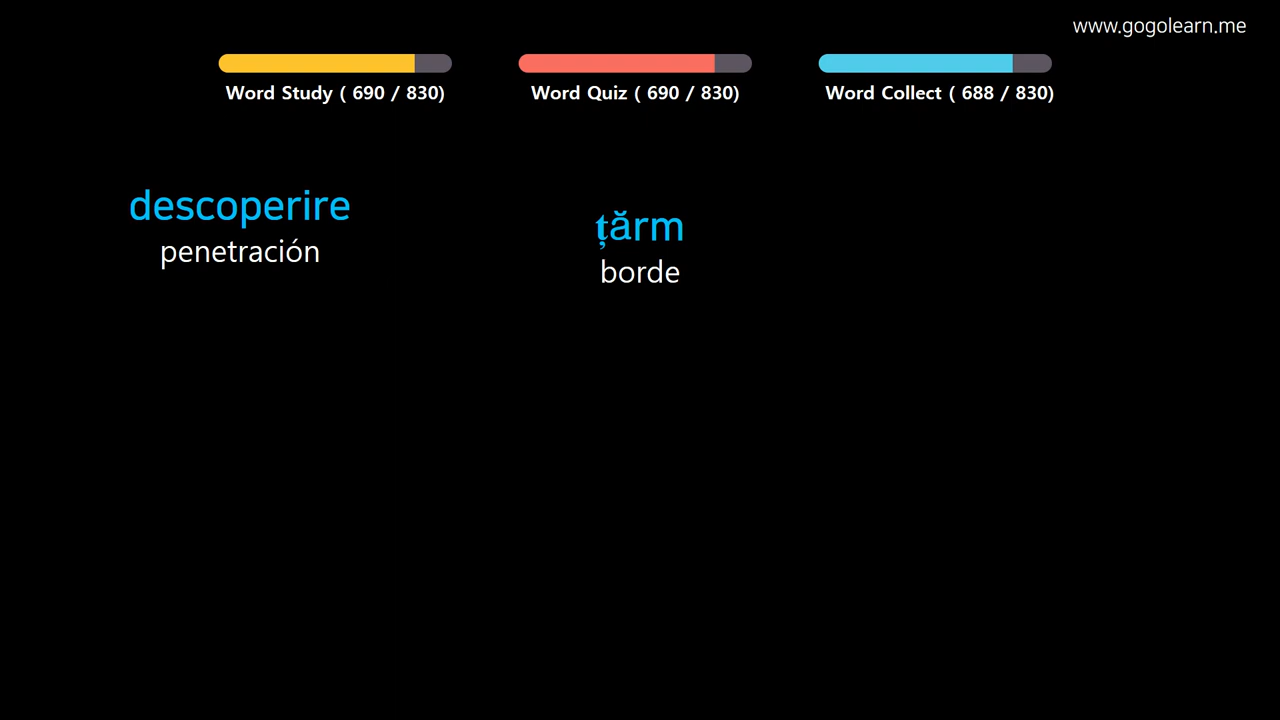 www.gogolearn.me
Word Study ( 690 / 830)
Word Quiz ( 690 / 830)
Word Collect ( 688 / 830)
descoperire
penetración
țărm
borde